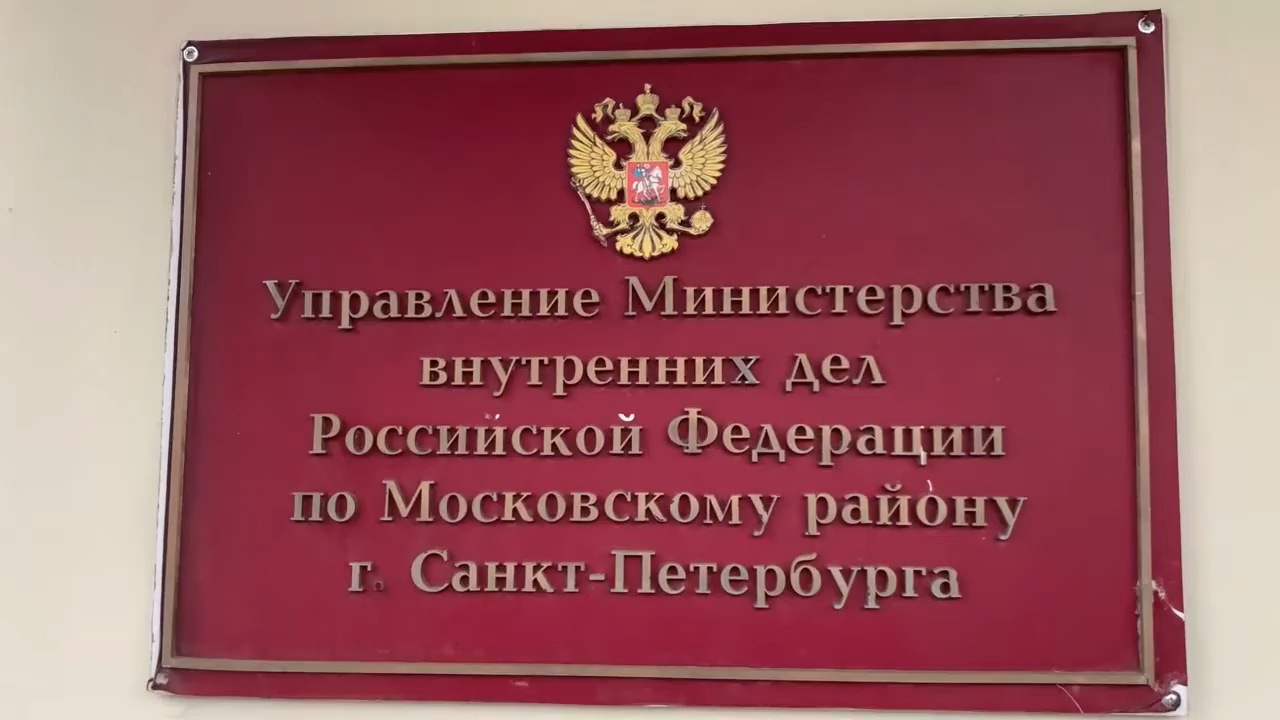 Управление Министерства
внутренних дел
Российской Федерации
по Московскому району
г. Санкт-Петербурга